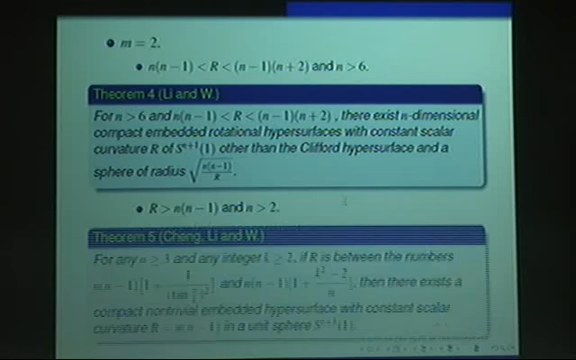 m = 2.
n(n−1) < R < (n−1)(n+2) and n > 6.
Theorem 4 (Li and W.)
For n > 6 and n(n−1) < R < (n−1)(n+2), there exist n-dimensional
compact embedded rotational hypersurfaces with constant scalar
curvature R of Sⁿ⁺¹(1) other than the Clifford hypersurface and a
sphere of radius √(n(n−1)/R).
R > n(n−1) and n > 2.
Theorem 5 (Cheng, Li and W.)
For any n ≥ 3 and any integer k ≥ 2, if R is between the numbers
and n(n−1)[1 + (k²−2)/n], then there exists a
compact nontrivial embedded hypersurface with constant scalar
curvature R = in a unit sphere Sⁿ⁺¹(1).